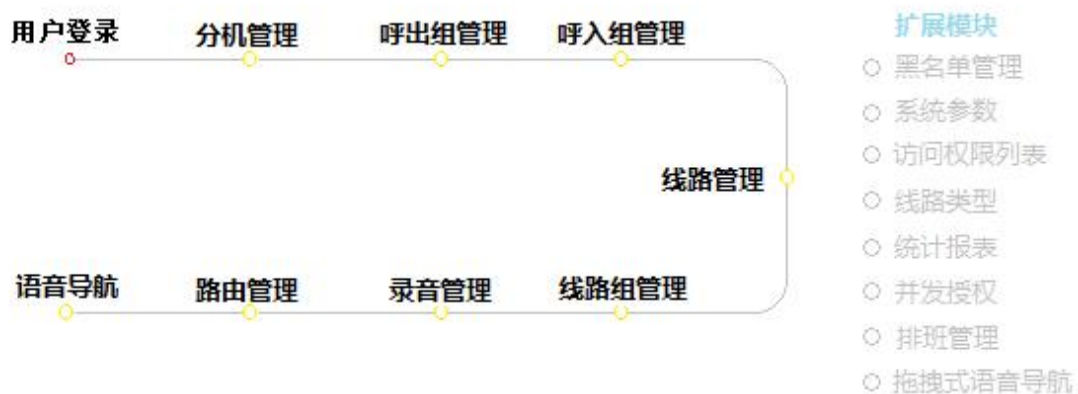 用户登录
分机管理
呼出组管理
呼入组管理
线路管理
线路组管理
录音管理
路由管理
语音导航
扩展模块
黑名单管理
系统参数
访问权限列表
线路类型
统计报表
并发授权
排班管理
拖拽式语音导航